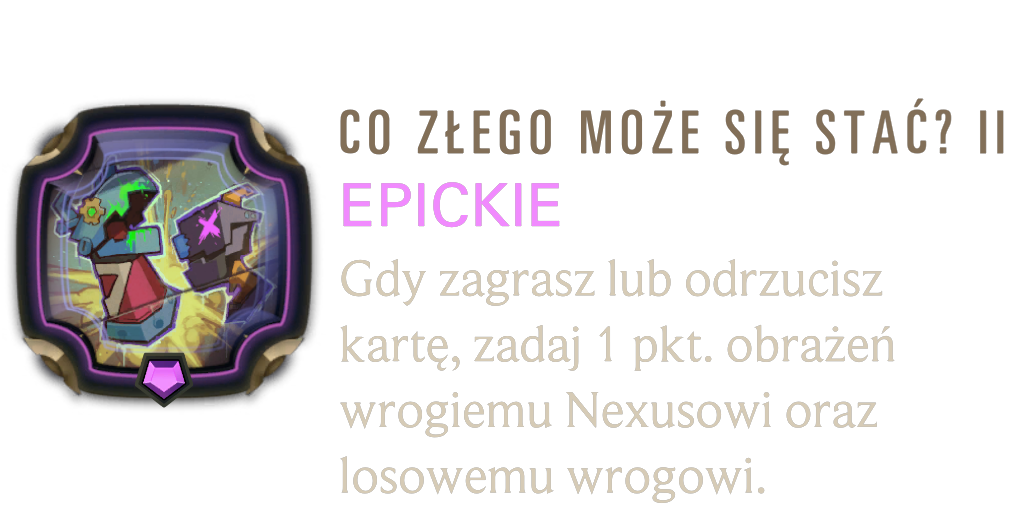 CO ZŁEGO MOŻE SIĘ STAĆ? II
EPICKIE
Gdy zagrasz lub odrzucisz
kartę, zadaj 1 pkt. obrażeń
wrogiemu Nexusowi oraz
losowemu wrogowi.